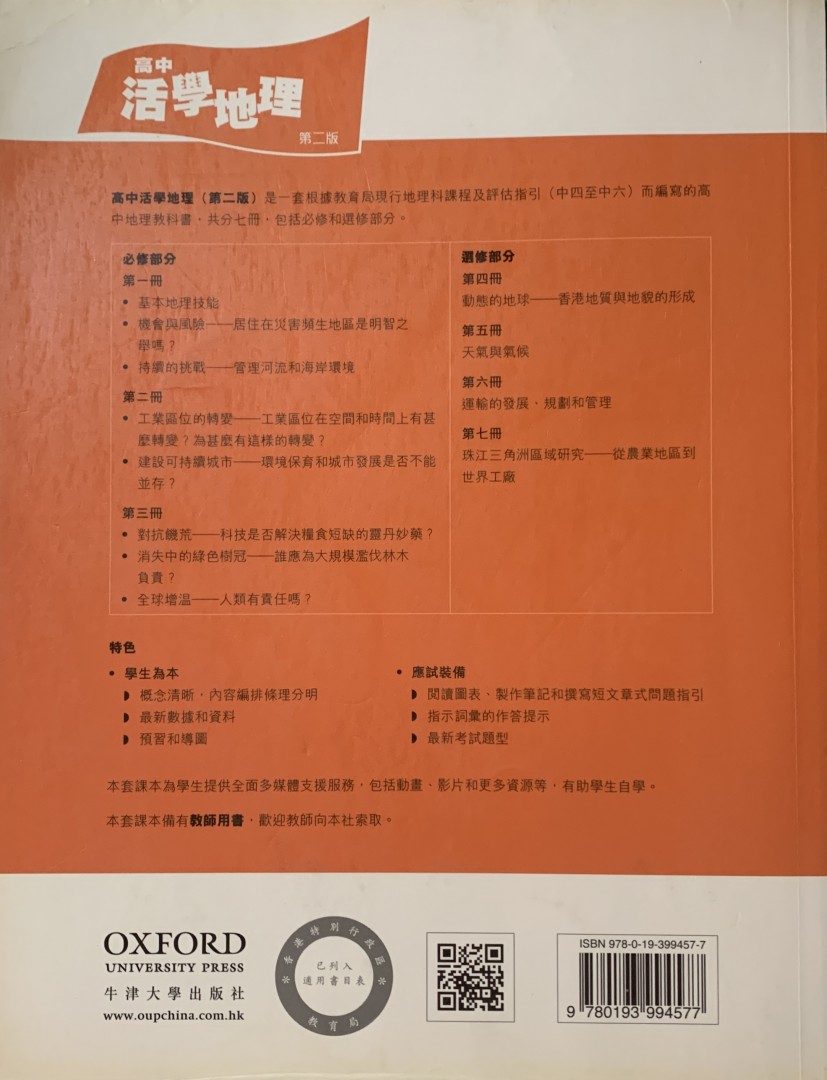 高中
活學地理
第二版
高中活學地理（第二版）是一套根據教育局現行地理科課程及評估指引（中四至中六）而編寫的高
中地理教科書，共分七冊，包括必修和選修部分。
必修部分
第一冊
• 基本地理技能
• 機會與風險——居住在災害頻生地區是明智之
舉嗎？
• 持續的挑戰——管理河流和海岸環境
第二冊
• 工業區位的轉變——工業區位在空間和時間上有甚
麼轉變？為甚麼有這樣的轉變？
• 建設可持續城市——環境保育和城市發展是否不能
並存？
第三冊
• 對抗饑荒——科技是否解決糧食短缺的靈丹妙藥？
• 消失中的綠色樹冠——誰應為大規模濫伐林木
負責？
• 全球增温——人類有責任嗎？
選修部分
第四冊
動態的地球——香港地質與地貌的形成
第五冊
天氣與氣候
第六冊
運輸的發展、規劃和管理
第七冊
珠江三角洲區域研究——從農業地區到
世界工廠
特色
• 學生為本
概念清晰，內容編排條理分明
最新數據和資料
預習和導圖
• 應試裝備
閱讀圖表、製作筆記和撰寫短文章式問題指引
指示詞彙的作答提示
最新考試題型
本套課本為學生提供全面多媒體支援服務，包括動畫、影片和更多資源等，有助學生自學。
本套課本備有教師用書，歡迎教師向本社索取。
OXFORD
UNIVERSITY PRESS
牛津大學出版社
www.oupchina.com.hk
香港特別行政區
已列入
適用書目表
教育局
ISBN 978-0-19-399457-7
9 780193 994577